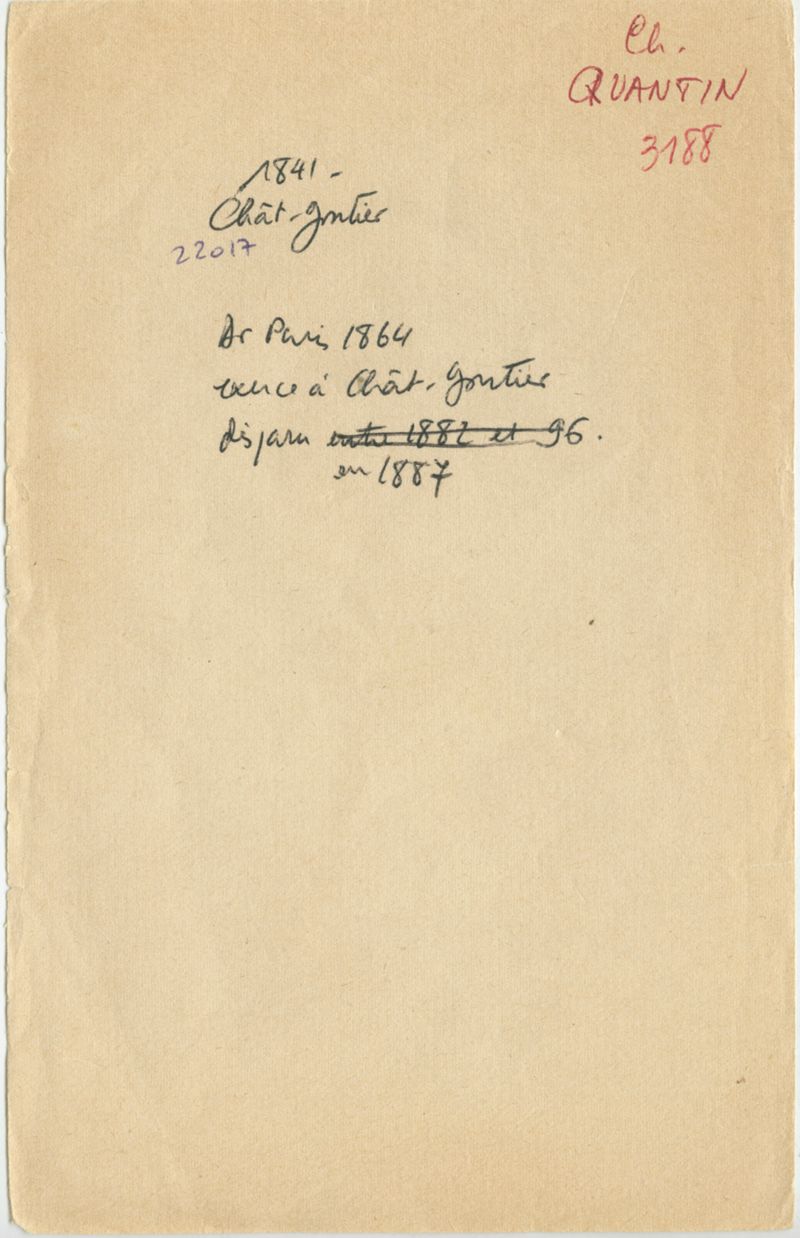 Ch.
QUANTIN
3188
1841 -
Chât-gontier
22017
Dr Paris 1864
exerce à Chât-gontier
disparu entre 1882 et 96.
en 1887